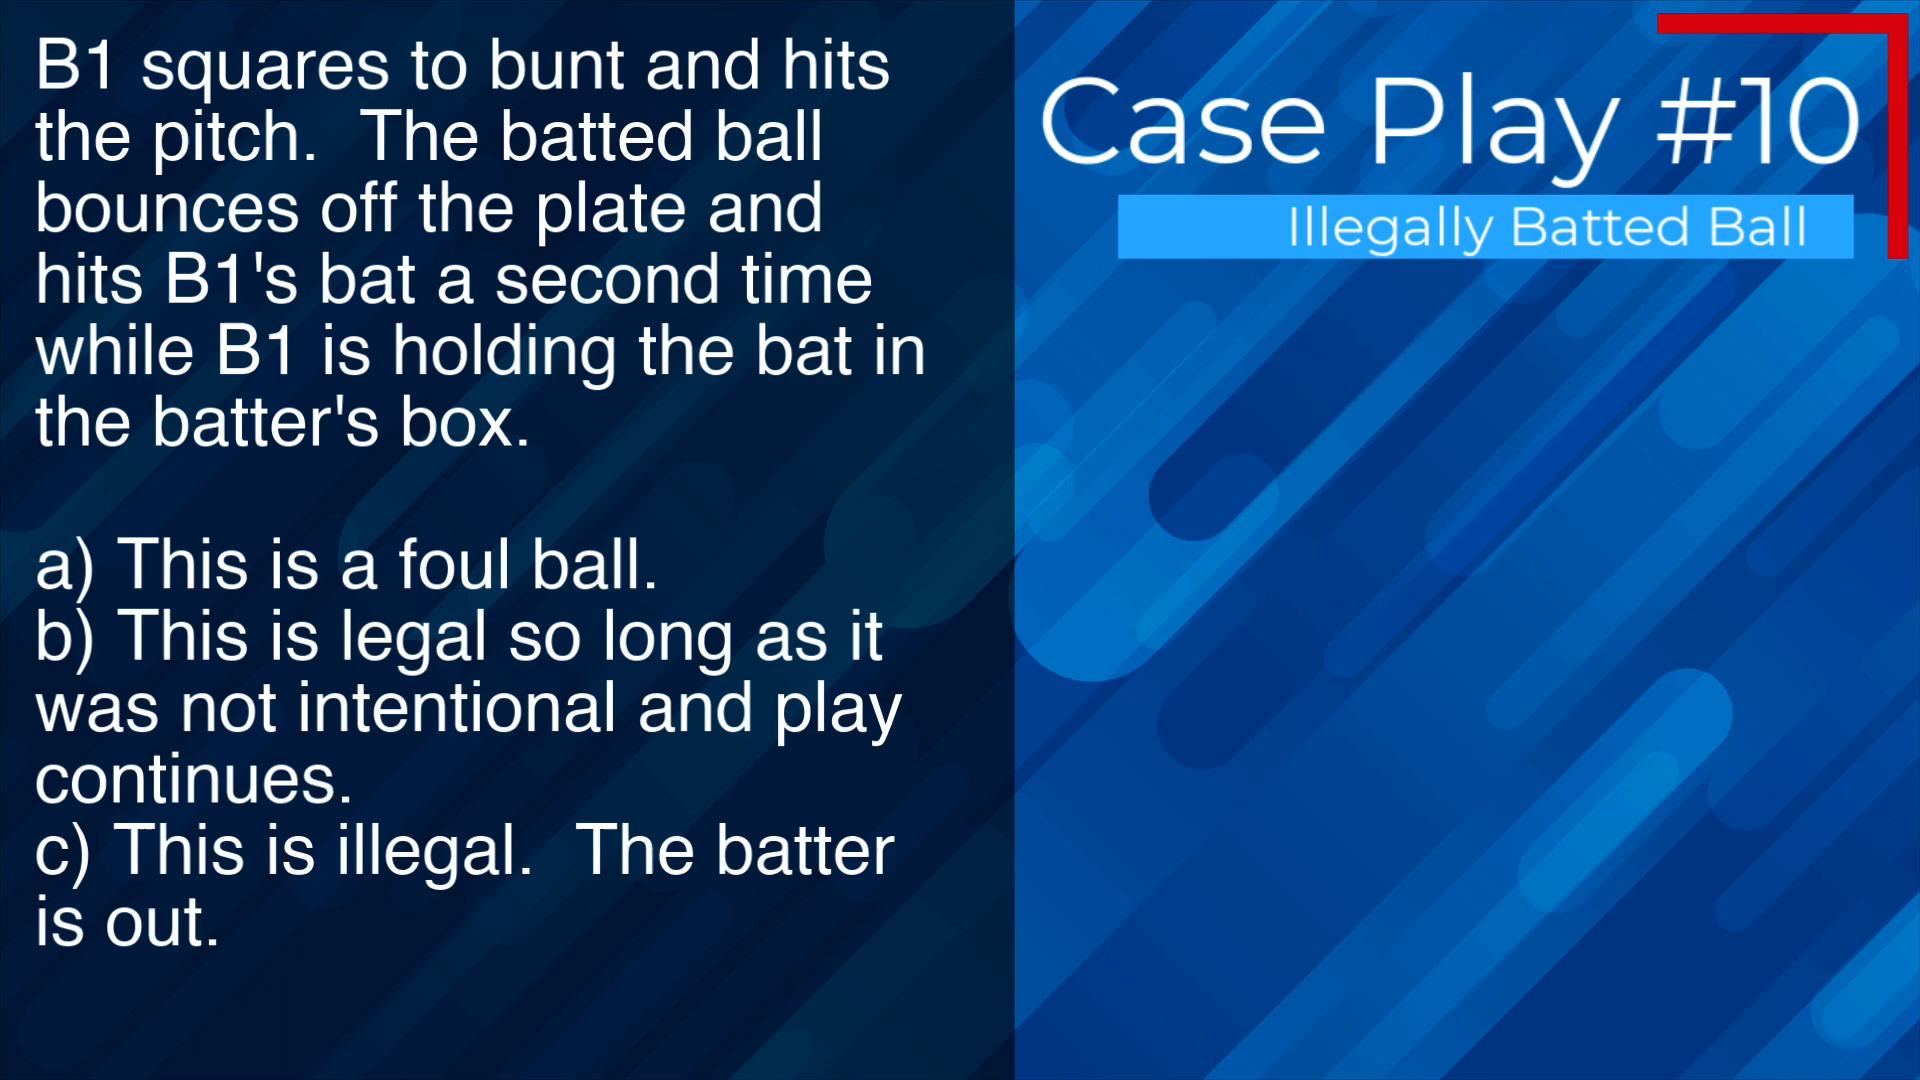 B1 squares to bunt and hits
the pitch.  The batted ball
bounces off the plate and
hits B1's bat a second time
while B1 is holding the bat in
the batter's box.
a) This is a foul ball.
b) This is legal so long as it
was not intentional and play
continues.
c) This is illegal.  The batter
is out.
Case Play #10
Illegally Batted Ball